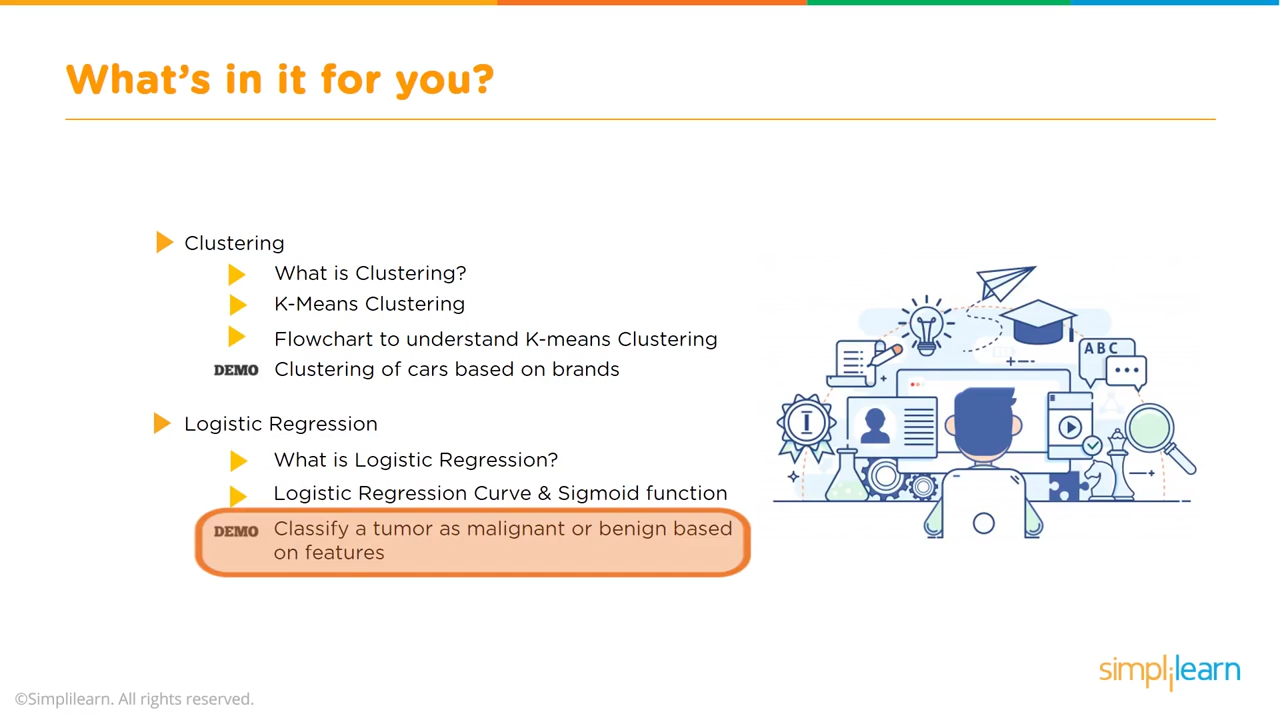 What's in it for you?
Clustering
What is Clustering?
K-Means Clustering
Flowchart to understand K-means Clustering
DEMO Clustering of cars based on brands
Logistic Regression
What is Logistic Regression?
Logistic Regression Curve & Sigmoid function
DEMO Classify a tumor as malignant or benign based
on features
ABC
I
simplilearn
©Simplilearn. All rights reserved.